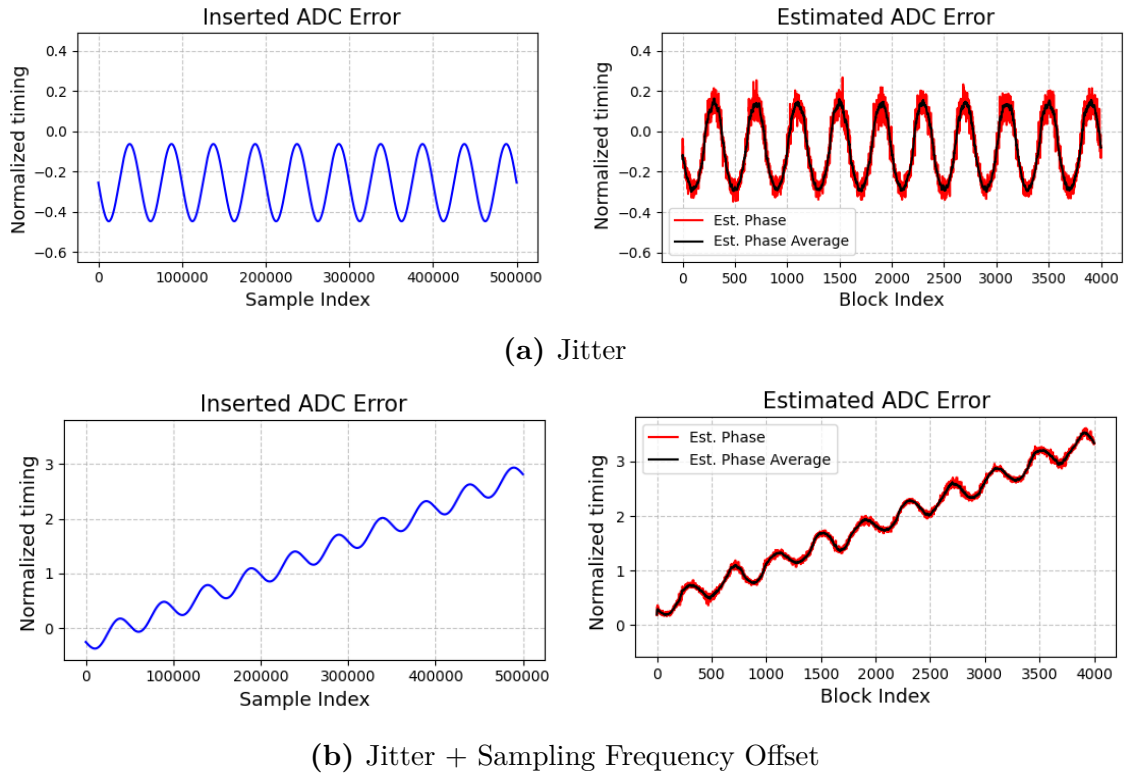 Inserted ADC Error
Normalized timing
0.4
0.2
0.0
−0.2
−0.4
−0.6
0 100000 200000 300000 400000 500000
Sample Index
Estimated ADC Error
Normalized timing
0.4
0.2
0.0
−0.2
−0.4
−0.6
Est. Phase
Est. Phase Average
0 500 1000 1500 2000 2500 3000 3500 4000
Block Index
(a) Jitter
Inserted ADC Error
Normalized timing
3
2
1
0
0 100000 200000 300000 400000 500000
Sample Index
Estimated ADC Error
Normalized timing
Est. Phase
Est. Phase Average
3
2
1
0
0 500 1000 1500 2000 2500 3000 3500 4000
Block Index
(b) Jitter + Sampling Frequency Offset